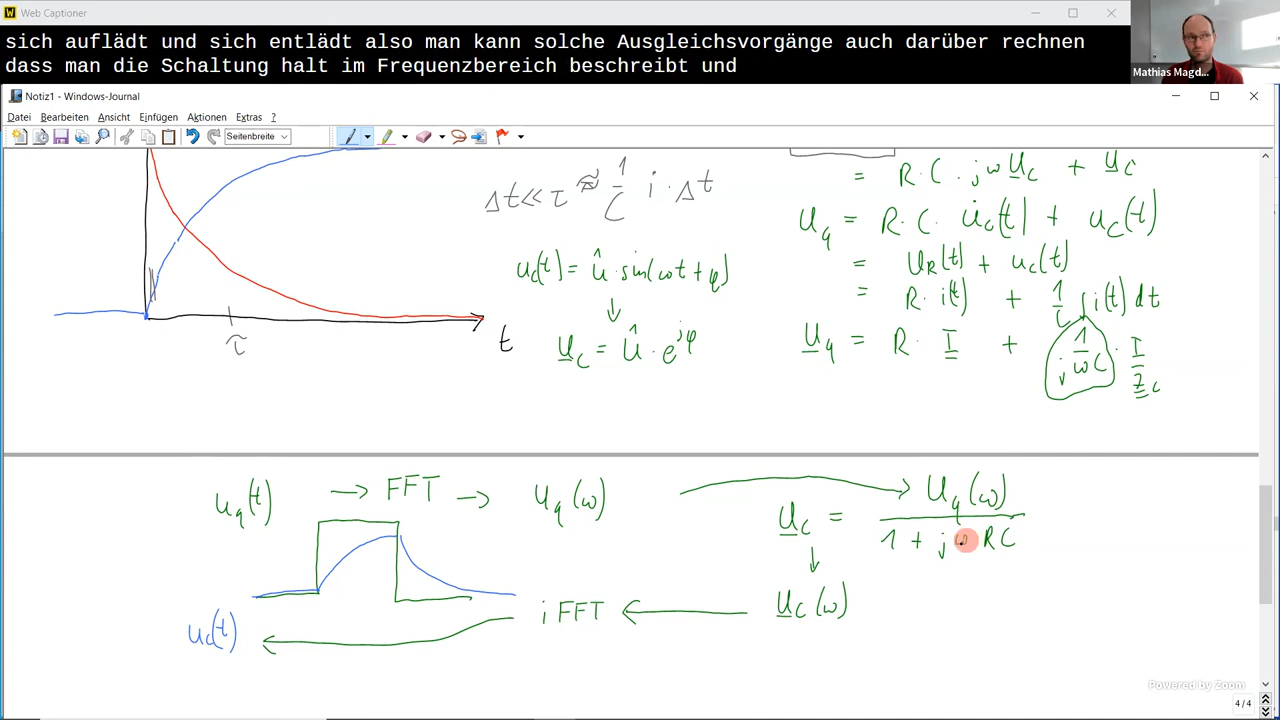 Web Captioner
sich auflädt und sich entlädt also man kann solche Ausgleichsvorgänge auch darüber rechnen
dass man die Schaltung halt im Frequenzbereich beschreibt und
Mathias Magd...
Notiz1 - Windows-Journal
Datei Bearbeiten Ansicht Einfügen Aktionen Extras ?
Seitenbreite
Δt << τ ≈ 1/C i · Δt
= R · C · jω U_C + U_C
u_q = R · C · u̇_C(t) + u_C(t)
u_C(t) = û · sin(ωt + φ)
= u_R(t) + u_C(t)
= R · i(t) + 1/C ∫ i(t) dt
↓
U_C = Û · e^{jφ}
U_q = R · I + 1/(jωC) · I
Z_C
τ
t
u_q(t) → FFT → U_q(ω)
U_C = U_q(ω) / (1 + jωRC)
↓
U_C(ω)
iFFT
u_C(t)
Powered by Zoom
4 / 4